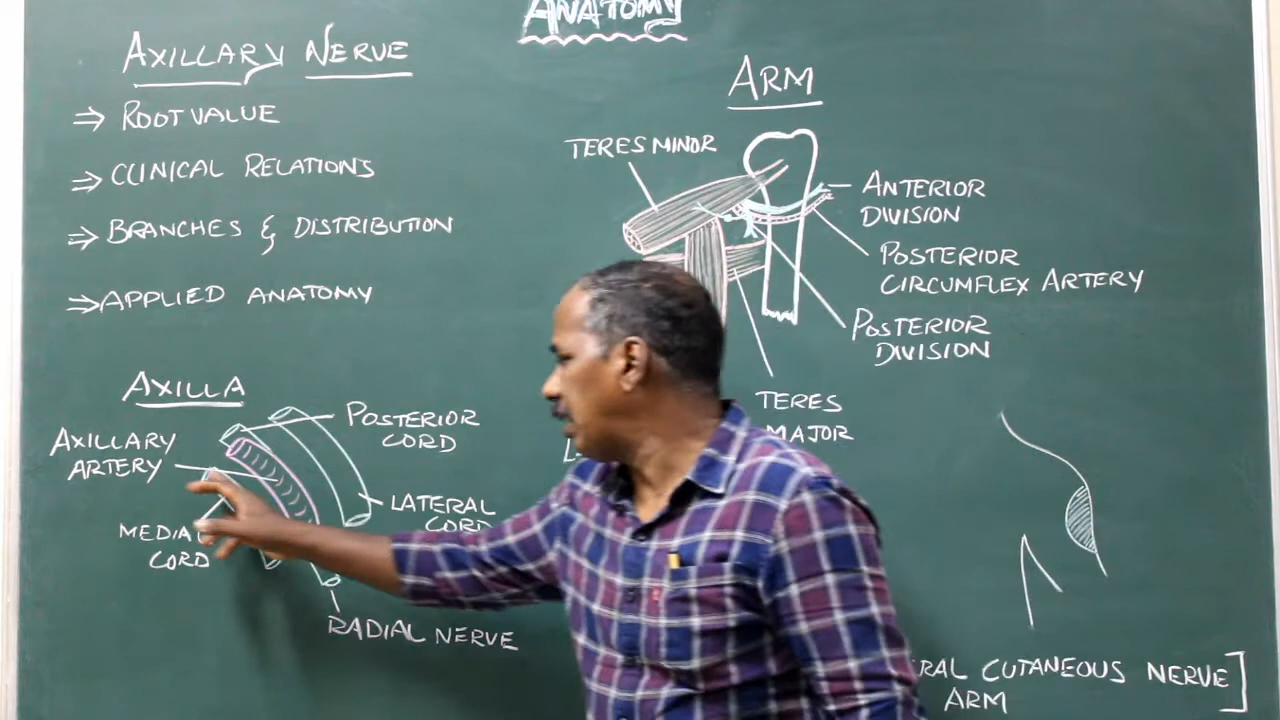 ANATOMY
AXILLARY NERVE
⇒ ROOT VALUE
⇒ CLINICAL RELATIONS
⇒ BRANCHES & DISTRIBUTION
⇒ APPLIED ANATOMY
AXILLA
AXILLARY
ARTERY
POSTERIOR
CORD
LATERAL
CORD
MEDIAL
CORD
RADIAL NERVE
ARM
TERES MINOR
ANTERIOR
DIVISION
POSTERIOR
CIRCUMFLEX ARTERY
POSTERIOR
DIVISION
TERES
MAJOR
CUTANEOUS NERVE]
ARM